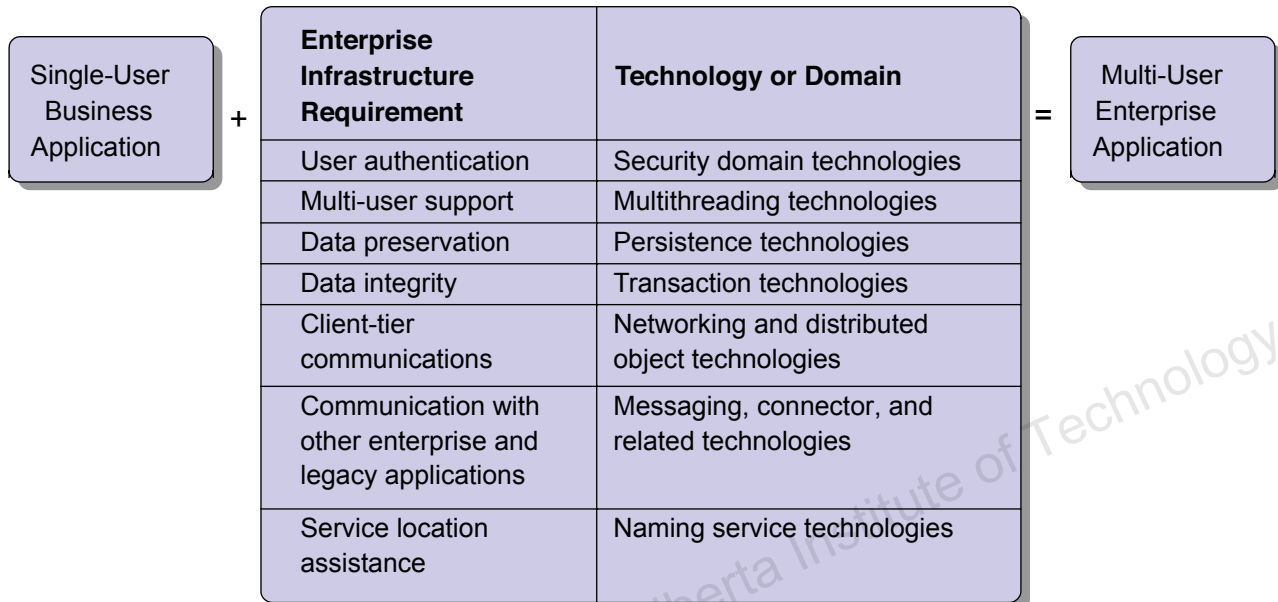 Single-User
Business
Application
+
Enterprise
Infrastructure
Requirement
Technology or Domain
User authentication
Security domain technologies
Multi-user support
Multithreading technologies
Data preservation
Persistence technologies
Data integrity
Transaction technologies
Client-tier
communications
Networking and distributed
object technologies
Communication with
other enterprise and
legacy applications
Messaging, connector, and
related technologies
Service location
assistance
Naming service technologies
=
Multi-User
Enterprise
Application
Institute of Technology